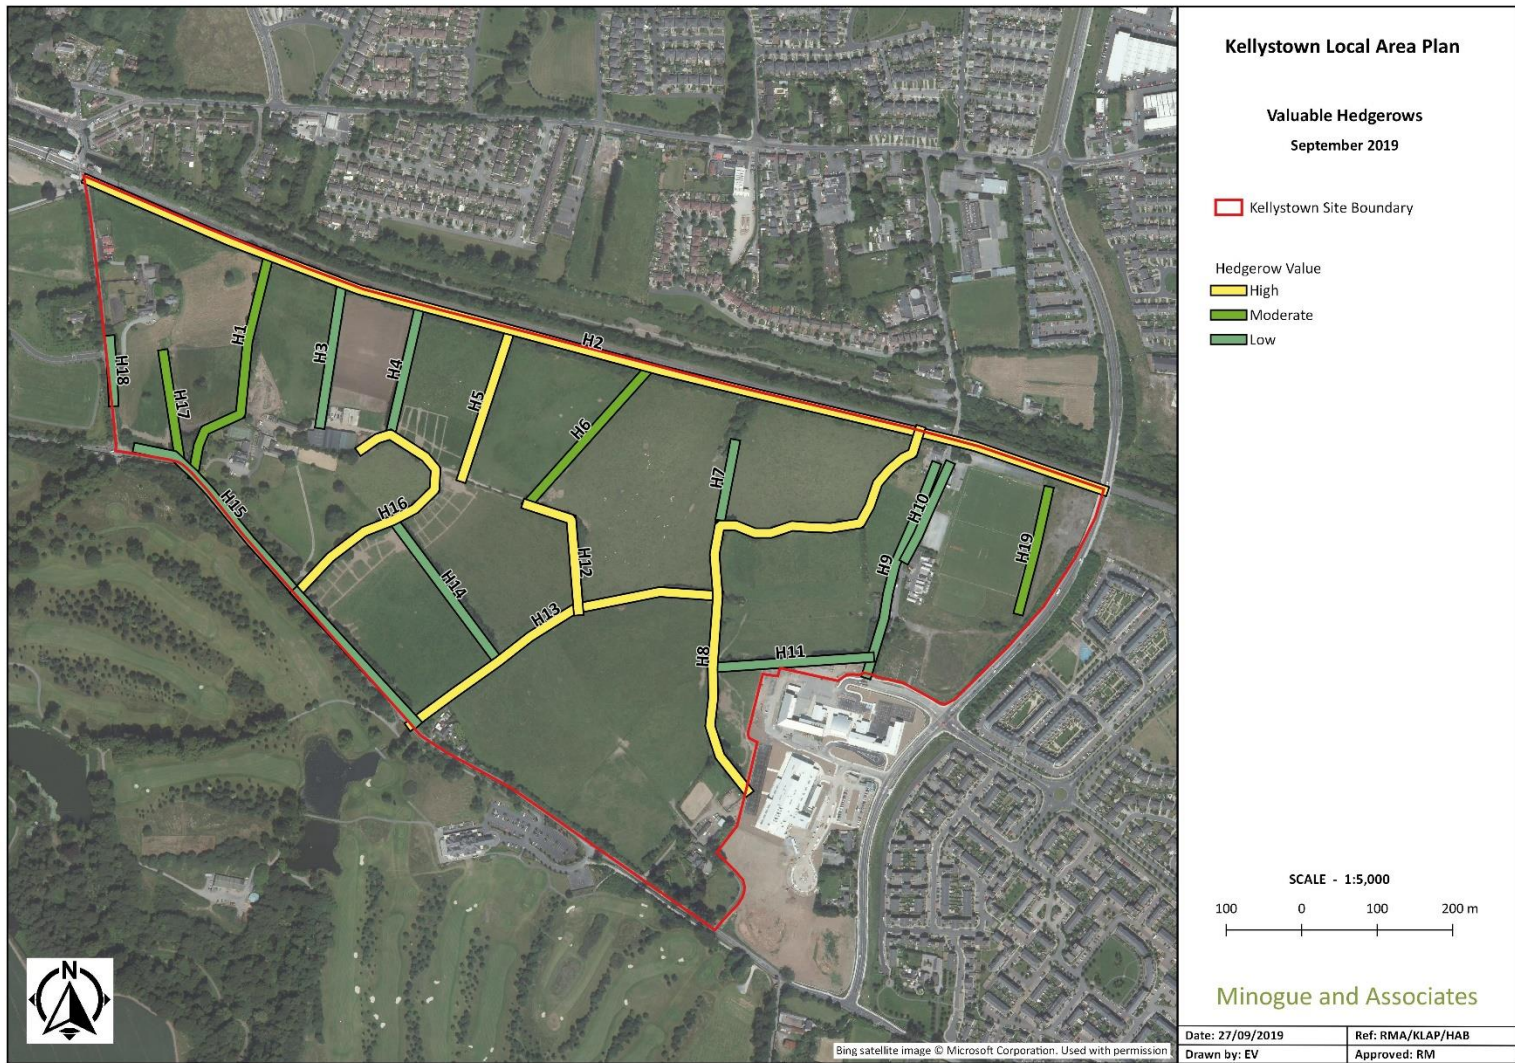 Kellystown Local Area Plan
Valuable Hedgerows
September 2019
Kellystown Site Boundary
Hedgerow Value
High
Moderate
Low
H1
H2
H3
H4
H5
H6
H7
H8
H9
H10
H11
H12
H13
H14
H15
H16
H17
H18
H19
N
SCALE - 1:5,000
100 0 100 200 m
Minogue and Associates
Date: 27/09/2019 Ref: RMA/KLAP/HAB
Drawn by: EV Approved: RM
Bing satellite image © Microsoft Corporation. Used with permission